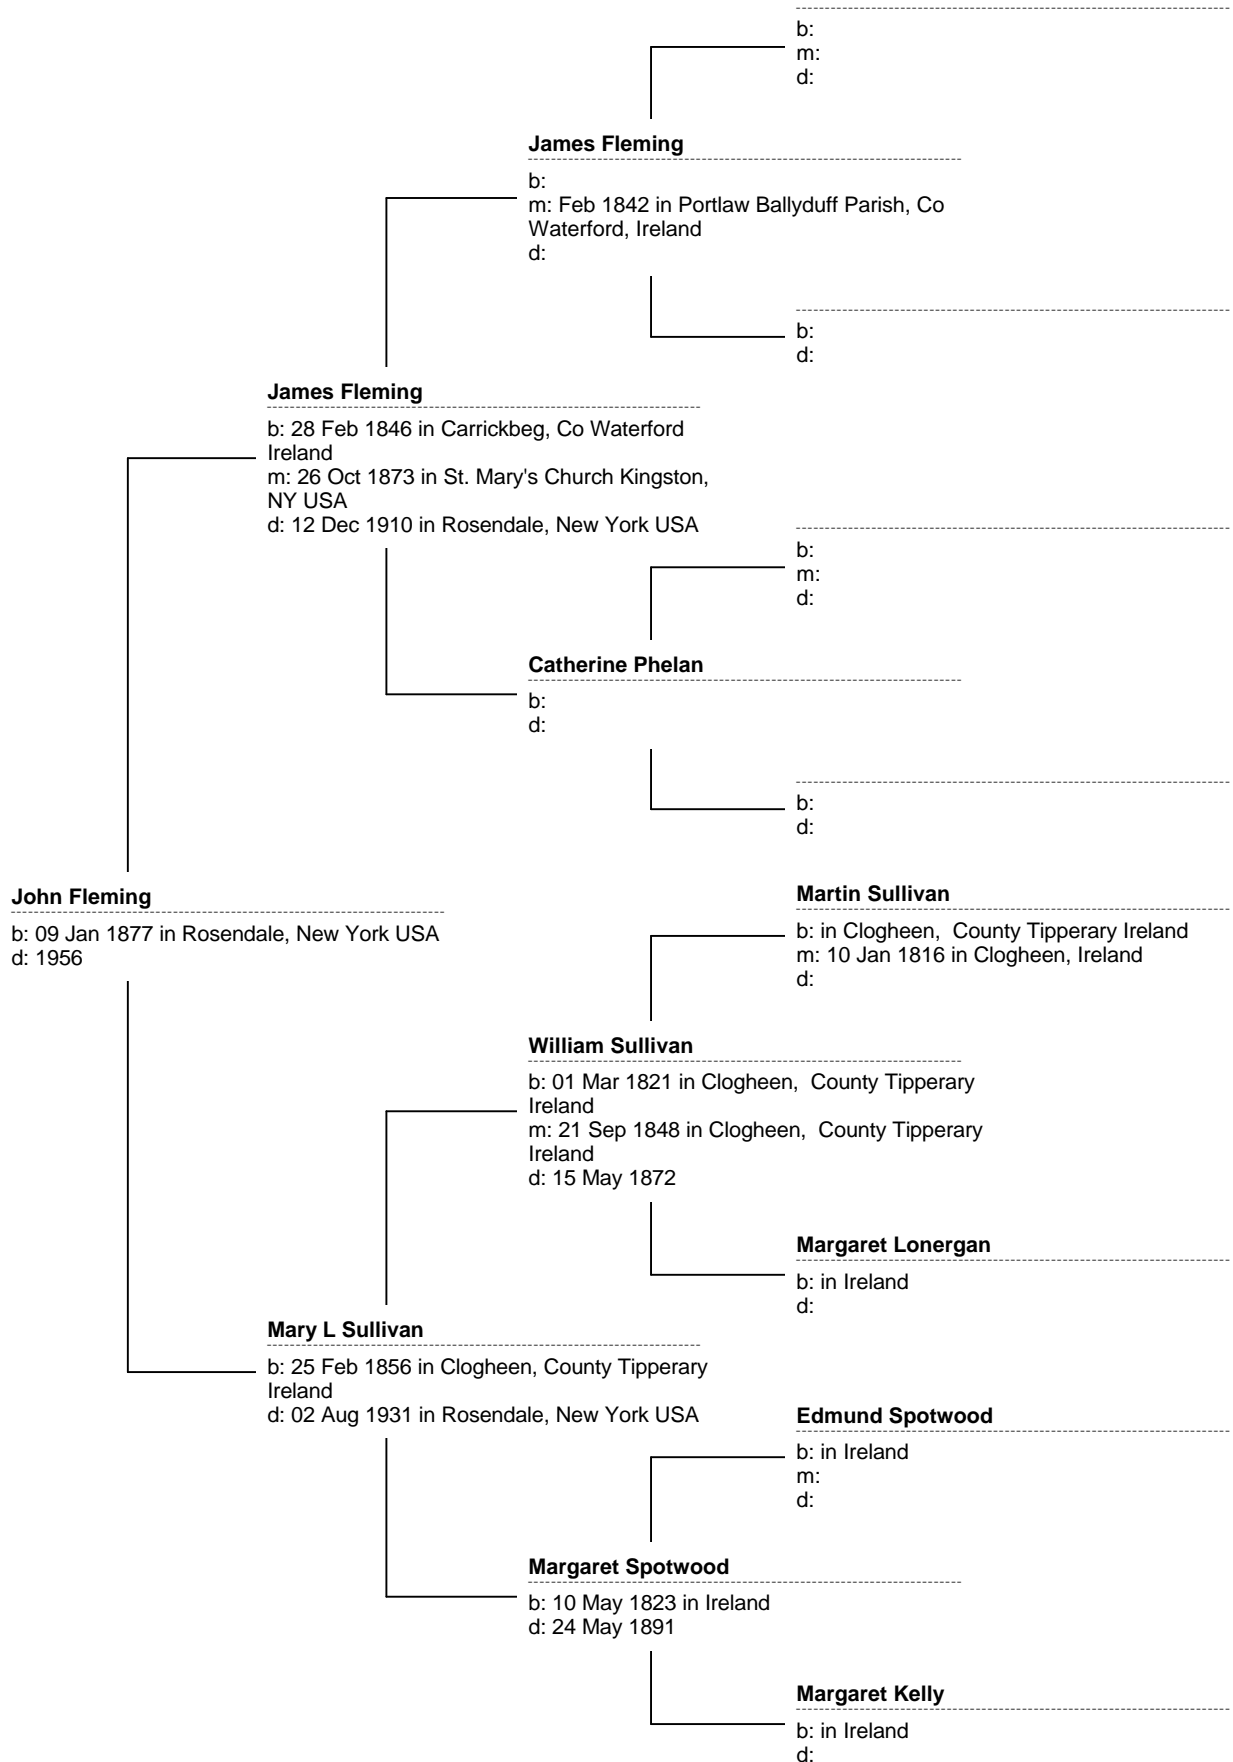 b:
m:
d:
James Fleming
b:
m: Feb 1842 in Portlaw Ballyduff Parish, Co
Waterford, Ireland
d:
b:
d:
James Fleming
b: 28 Feb 1846 in Carrickbeg, Co Waterford
Ireland
m: 26 Oct 1873 in St. Mary's Church Kingston,
NY USA
d: 12 Dec 1910 in Rosendale, New York USA
b:
m:
d:
Catherine Phelan
b:
d:
b:
d:
John Fleming
b: 09 Jan 1877 in Rosendale, New York USA
d: 1956
Martin Sullivan
b: in Clogheen,  County Tipperary Ireland
m: 10 Jan 1816 in Clogheen, Ireland
d:
William Sullivan
b: 01 Mar 1821 in Clogheen,  County Tipperary
Ireland
m: 21 Sep 1848 in Clogheen,  County Tipperary
Ireland
d: 15 May 1872
Margaret Lonergan
b: in Ireland
d:
Mary L Sullivan
b: 25 Feb 1856 in Clogheen, County Tipperary
Ireland
d: 02 Aug 1931 in Rosendale, New York USA
Edmund Spotwood
b: in Ireland
m:
d:
Margaret Spotwood
b: 10 May 1823 in Ireland
d: 24 May 1891
Margaret Kelly
b: in Ireland
d: